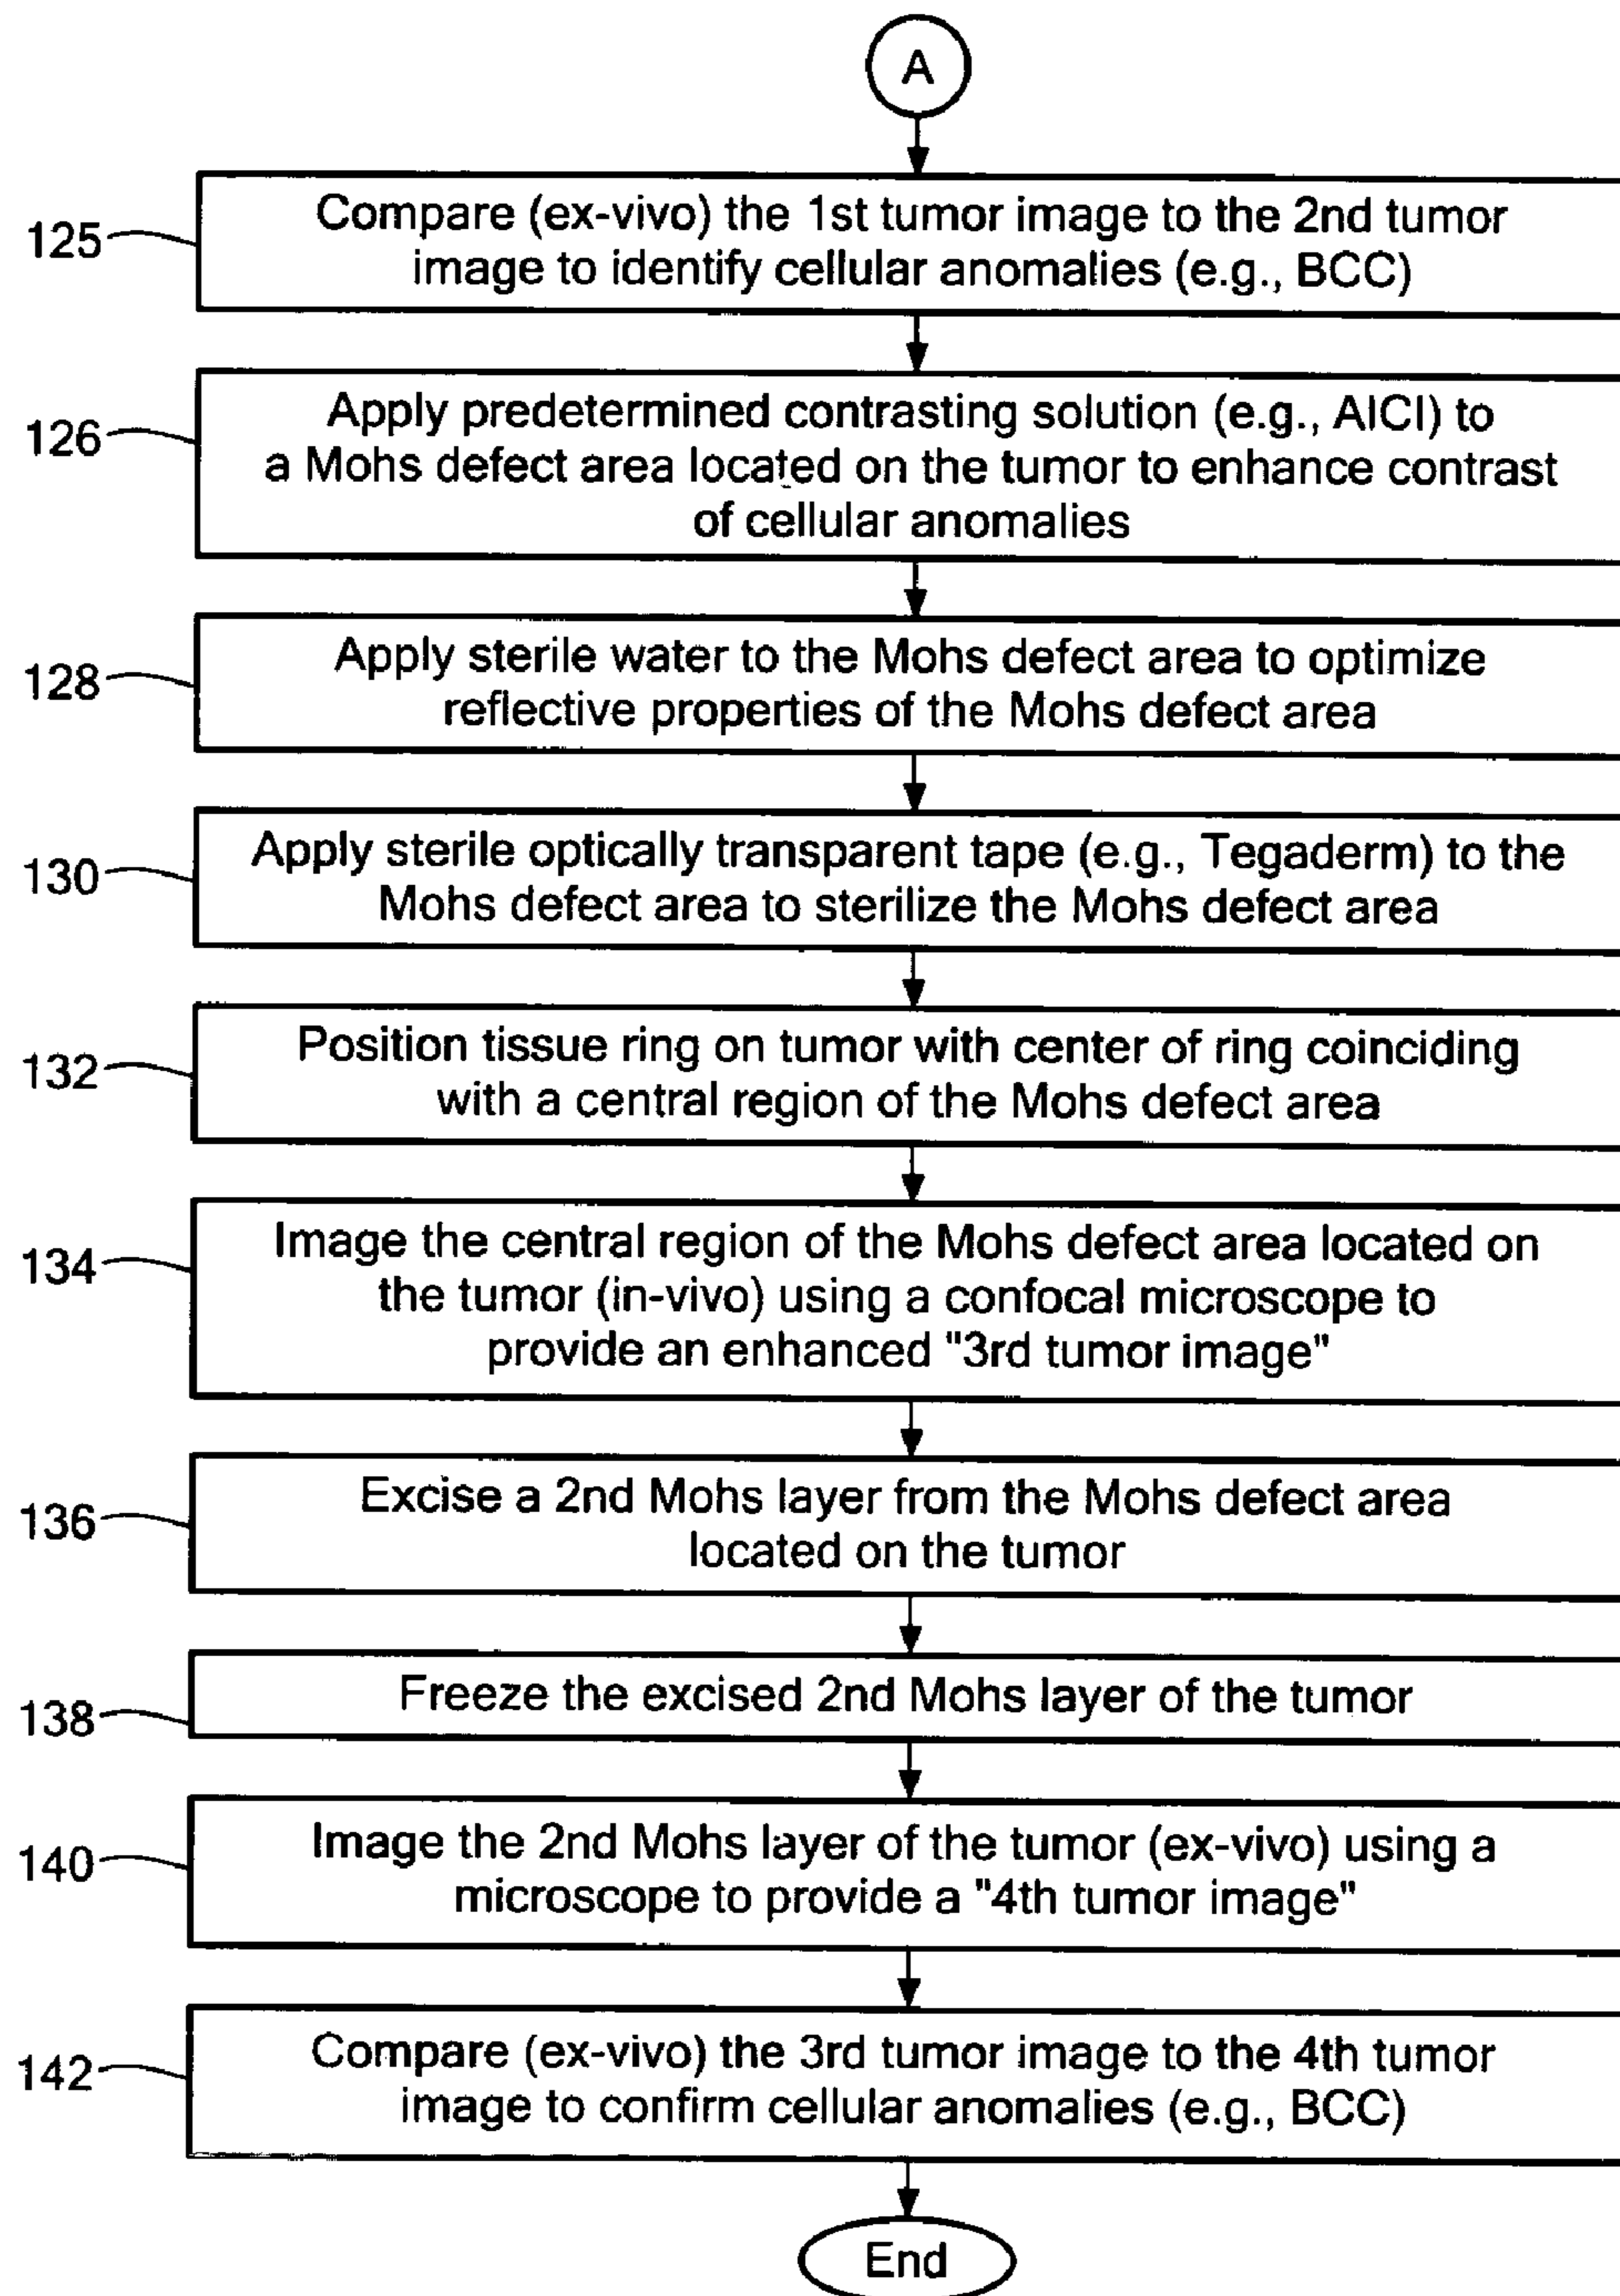 A
125
Compare (ex-vivo) the 1st tumor image to the 2nd tumor
image to identify cellular anomalies (e.g., BCC)
126
Apply predetermined contrasting solution (e.g., AlCl) to
a Mohs defect area located on the tumor to enhance contrast
of cellular anomalies
128
Apply sterile water to the Mohs defect area to optimize
reflective properties of the Mohs defect area
130
Apply sterile optically transparent tape (e.g., Tegaderm) to the
Mohs defect area to sterilize the Mohs defect area
132
Position tissue ring on tumor with center of ring coinciding
with a central region of the Mohs defect area
134
Image the central region of the Mohs defect area located on
the tumor (in-vivo) using a confocal microscope to
provide an enhanced "3rd tumor image"
136
Excise a 2nd Mohs layer from the Mohs defect area
located on the tumor
138
Freeze the excised 2nd Mohs layer of the tumor
140
Image the 2nd Mohs layer of the tumor (ex-vivo) using a
microscope to provide a "4th tumor image"
142
Compare (ex-vivo) the 3rd tumor image to the 4th tumor
image to confirm cellular anomalies (e.g., BCC)
End